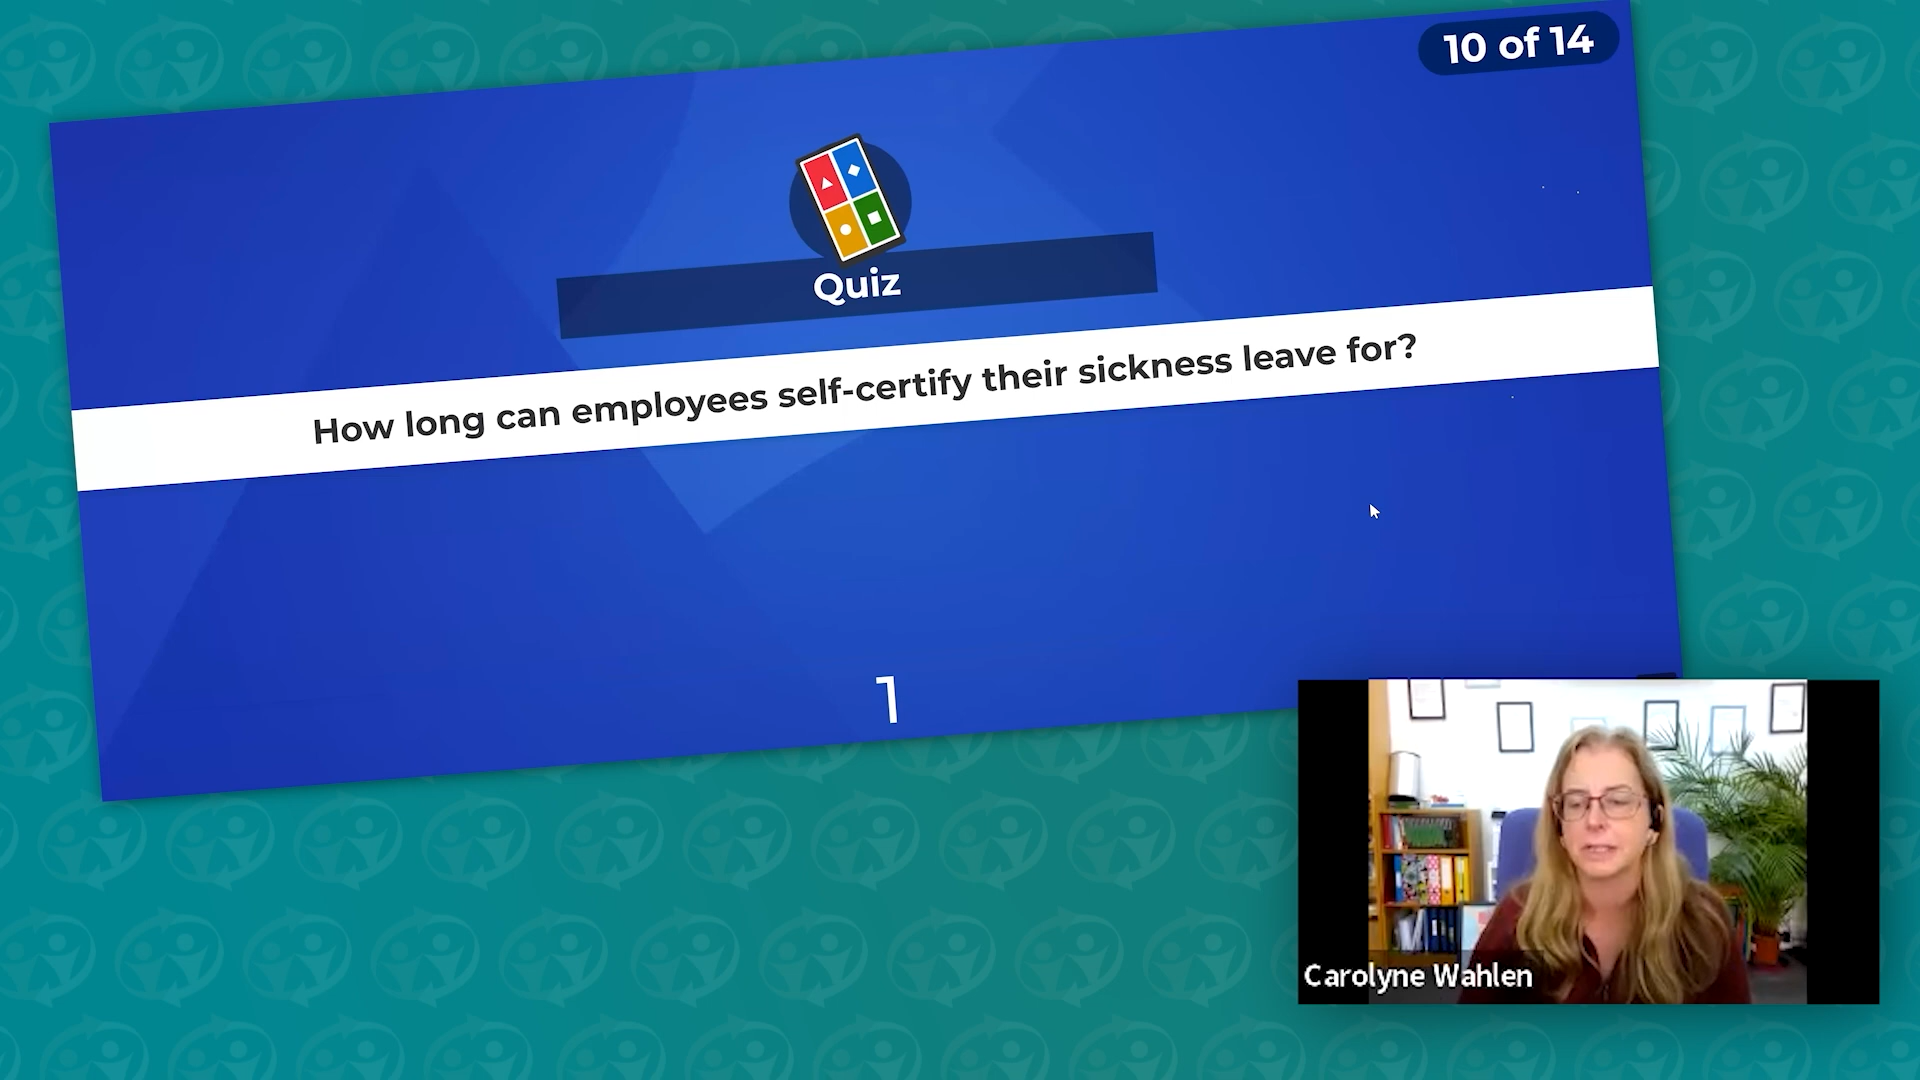 10 of 14
Quiz
How long can employees self-certify their sickness leave for?
1
Carolyne Wahlen